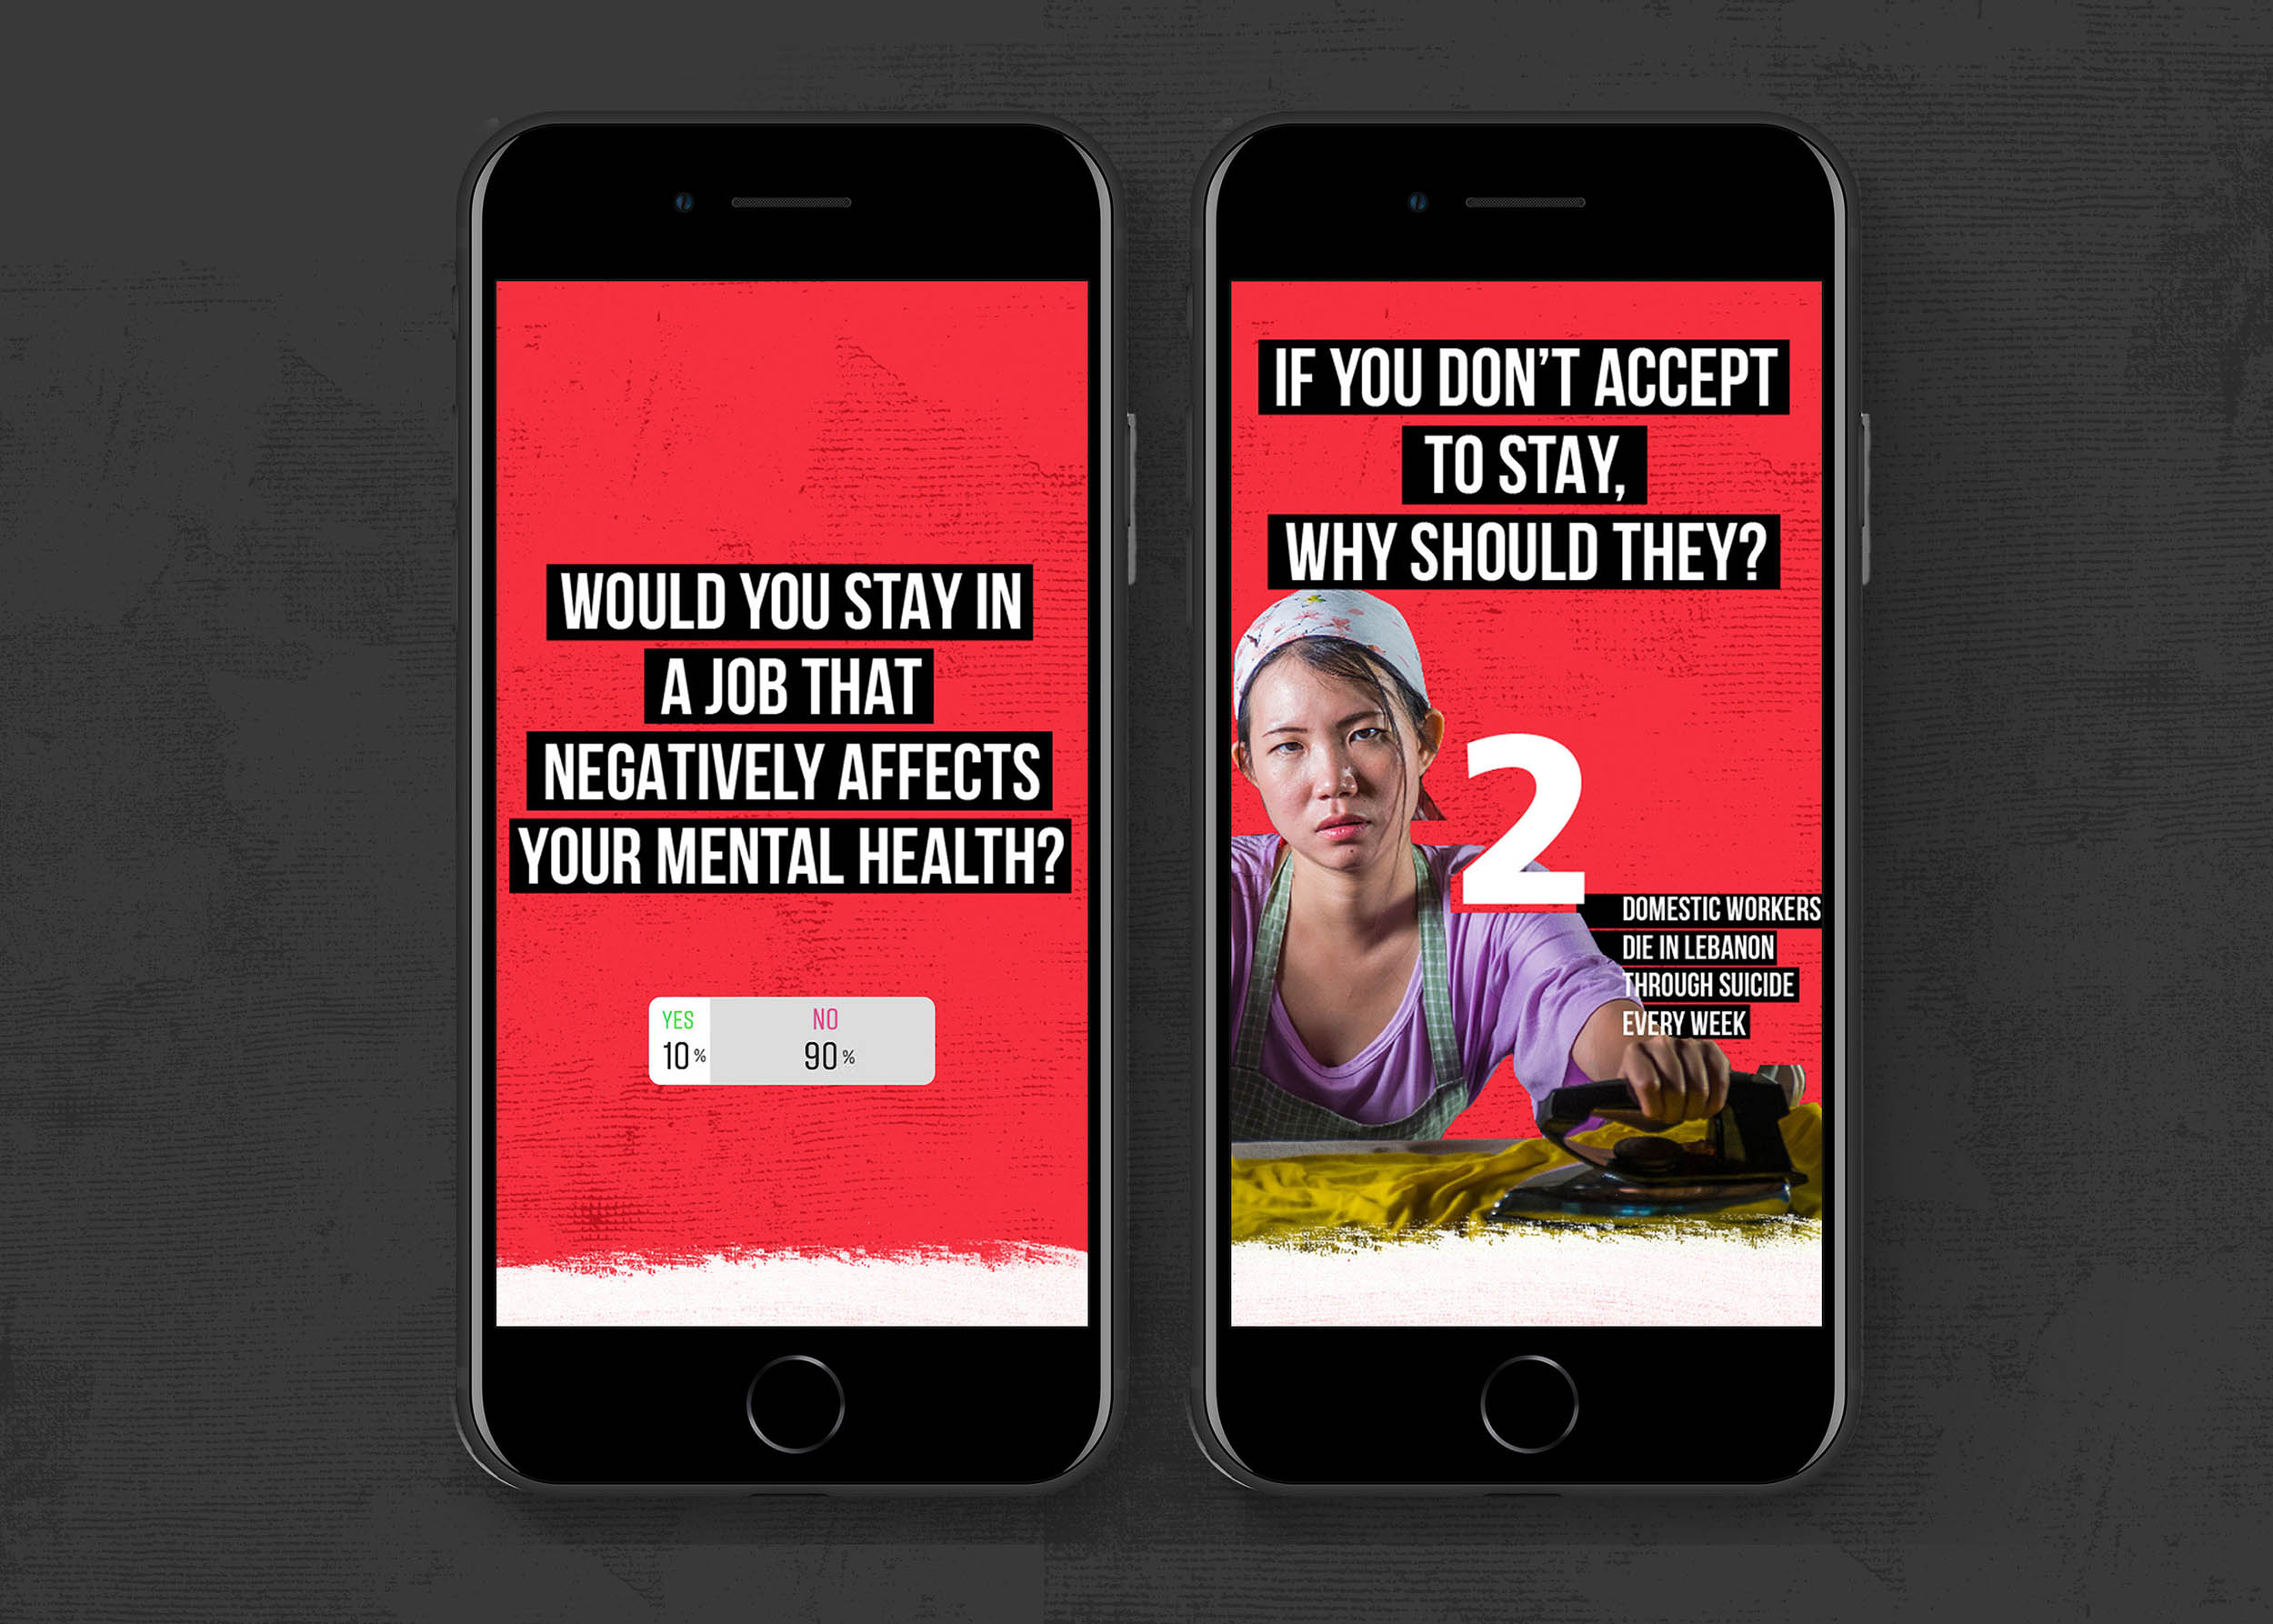 WOULD YOU STAY IN
A JOB THAT
NEGATIVELY AFFECTS
YOUR MENTAL HEALTH?
YES NO
10% 90%
IF YOU DON'T ACCEPT
TO STAY,
WHY SHOULD THEY?
2
DOMESTIC WORKERS
DIE IN LEBANON
THROUGH SUICIDE
EVERY WEEK